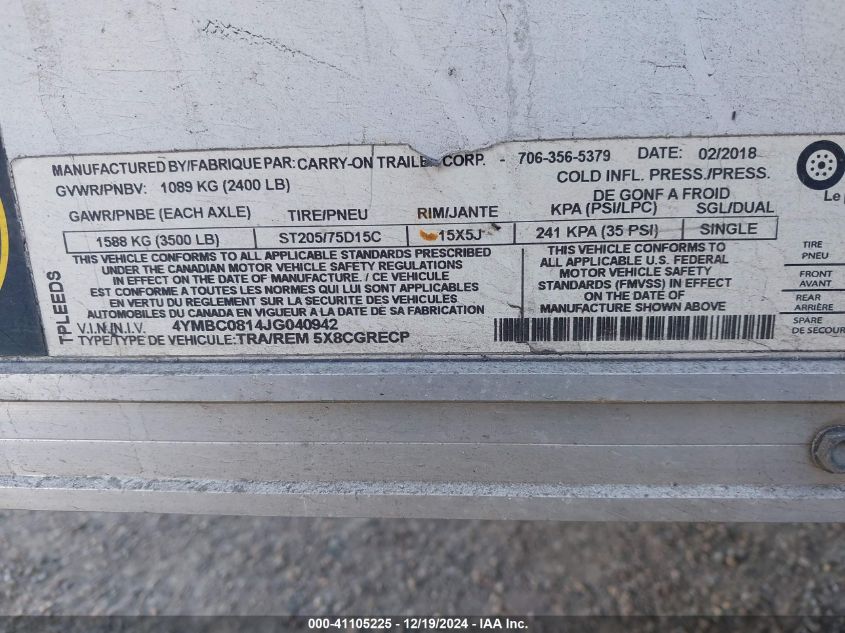 MANUFACTURED BY/FABRIQUE PAR: CARRY-ON TRAILER CORP. - 706-356-5379 DATE: 02/2018
GVWR/PNBV: 1089 KG (2400 LB) COLD INFL. PRESS./PRESS.
DE GONF A FROID
GAWR/PNBE (EACH AXLE) TIRE/PNEU RIM/JANTE KPA (PSI/LPC) SGL/DUAL
1588 KG (3500 LB) ST205/75D15C 15X5J 241 KPA (35 PSI) SINGLE
THIS VEHICLE CONFORMS TO ALL APPLICABLE STANDARDS PRESCRIBED
UNDER THE CANADIAN MOTOR VEHICLE SAFETY REGULATIONS
IN EFFECT ON THE DATE OF MANUFACTURE. / CE VEHICULE
EST CONFORME A TOUTES LES NORMES QUI LUI SONT APPLICABLES
EN VERTU DU REGLEMENT SUR LA SECURITE DES VEHICULES
AUTOMOBILES DU CANADA EN VIGUEUR A LA DATE DE SA FABRICATION
THIS VEHICLE CONFORMS TO
ALL APPLICABLE U.S. FEDERAL
MOTOR VEHICLE SAFETY
STANDARDS (FMVSS) IN EFFECT
ON THE DATE OF
MANUFACTURE SHOWN ABOVE
V.I.N./N.I.V. 4YMBC0814JG040942
TYPE/TYPE DE VEHICULE: TRA/REM 5X8CGRECP
TPLEEDS
Le
TIRE
PNEU
FRONT
AVANT
REAR
ARRIÈRE
SPARE
DE SECOUR
000-41105225 - 12/19/2024 - © IAA Holdings, LLC.